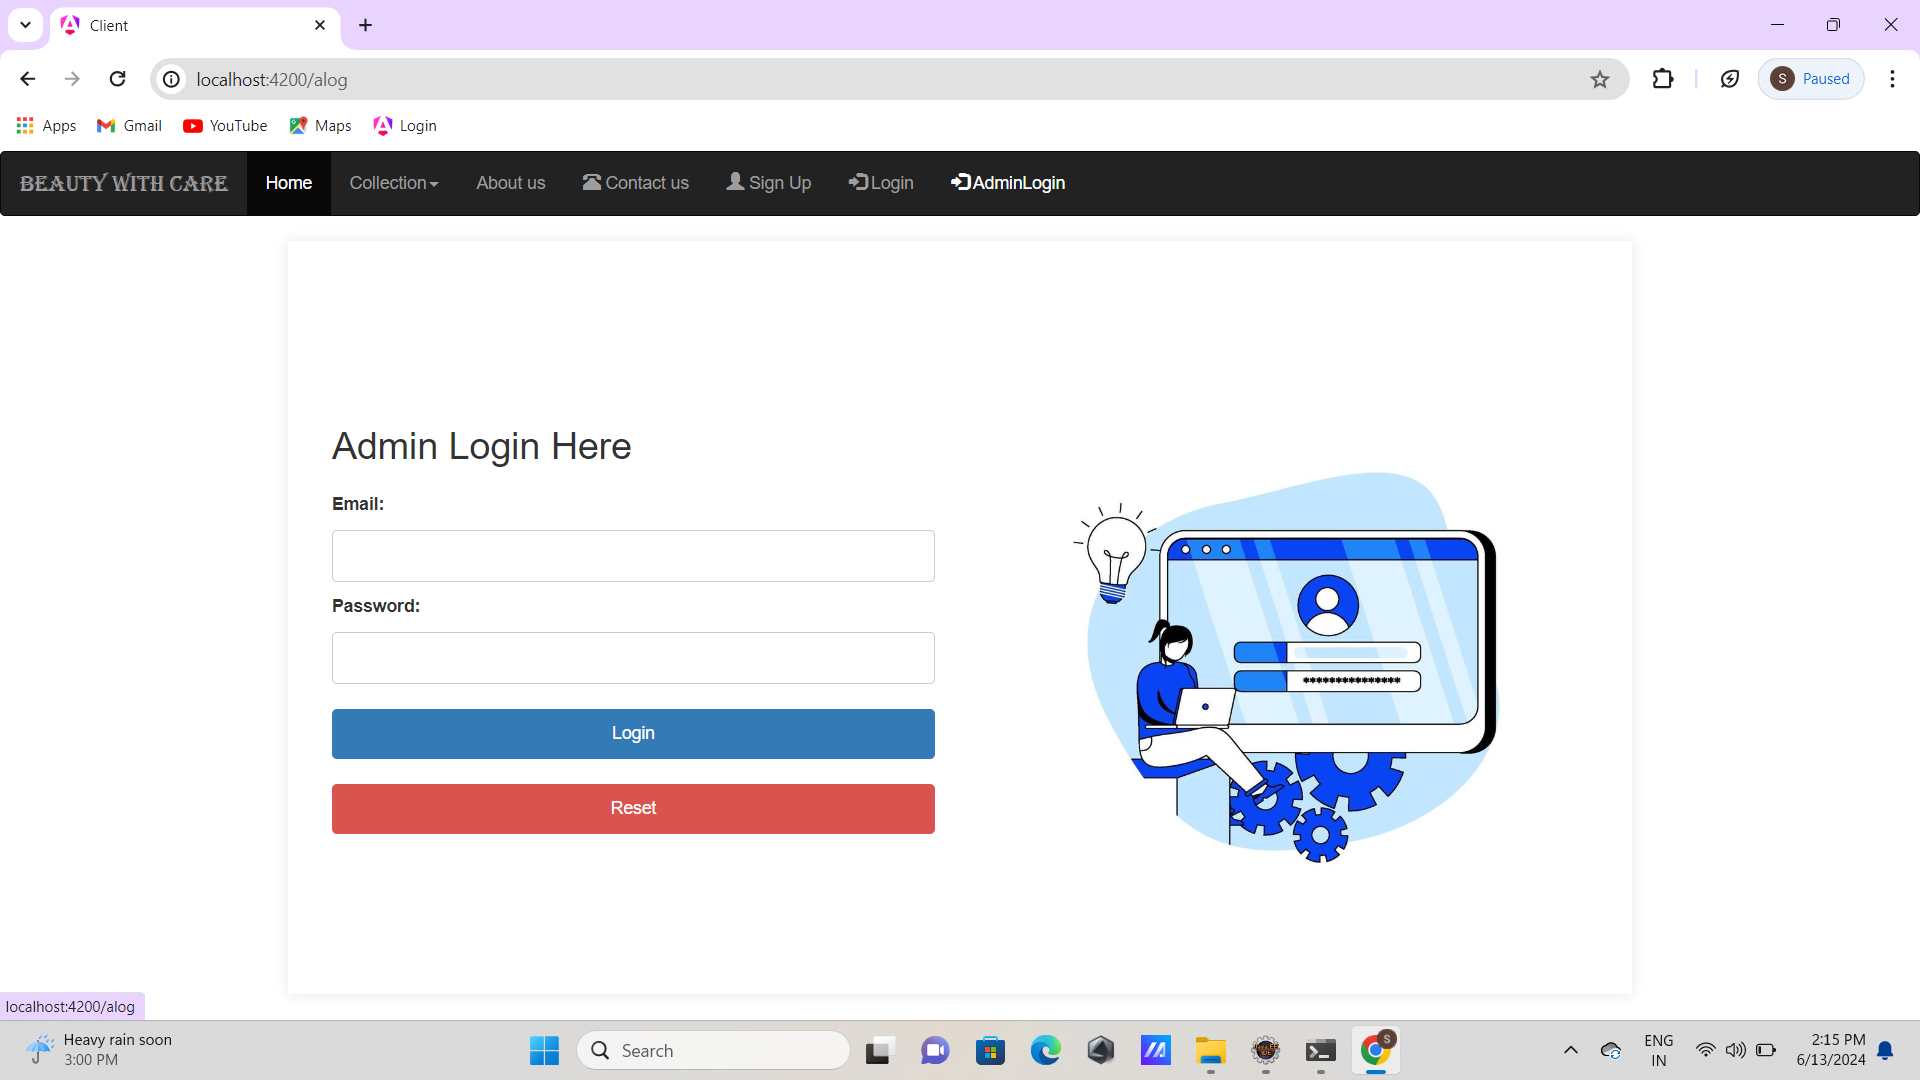 Client
localhost:4200/alog
S Paused
Apps Gmail YouTube Maps Login
BEAUTY WITH CARE Home Collection About us Contact us Sign Up Login AdminLogin
Admin Login Here
Email:
Password:
***************
Login
Reset
localhost:4200/alog
Heavy rain soon
3:00 PM
Search
S
ENG
IN
2:15 PM
6/13/2024